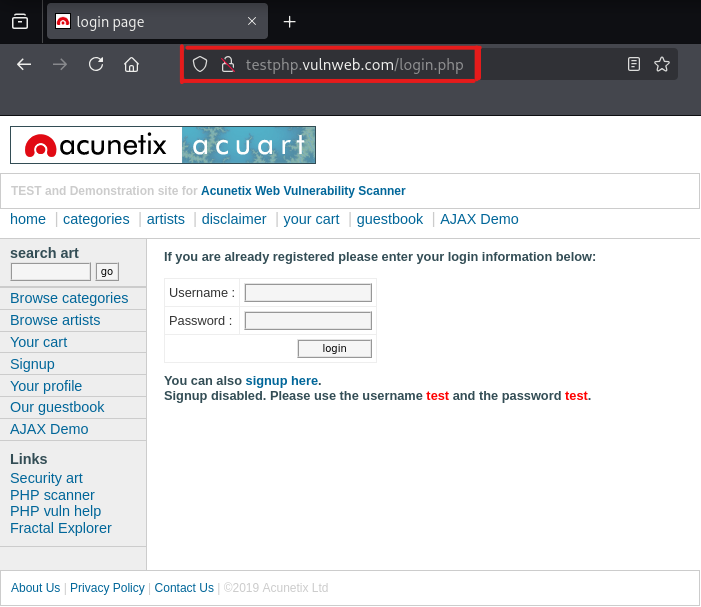 login page
testphp.vulnweb.com/login.php
acunetix acuart
TEST and Demonstration site for Acunetix Web Vulnerability Scanner
home | categories | artists | disclaimer | your cart | guestbook | AJAX Demo
search art
go
Browse categories
Browse artists
Your cart
Signup
Your profile
Our guestbook
AJAX Demo
Links
Security art
PHP scanner
PHP vuln help
Fractal Explorer
If you are already registered please enter your login information below:
Username :
Password :
login
You can also signup here.
Signup disabled. Please use the username test and the password test.
About Us | Privacy Policy | Contact Us | ©2019 Acunetix Ltd